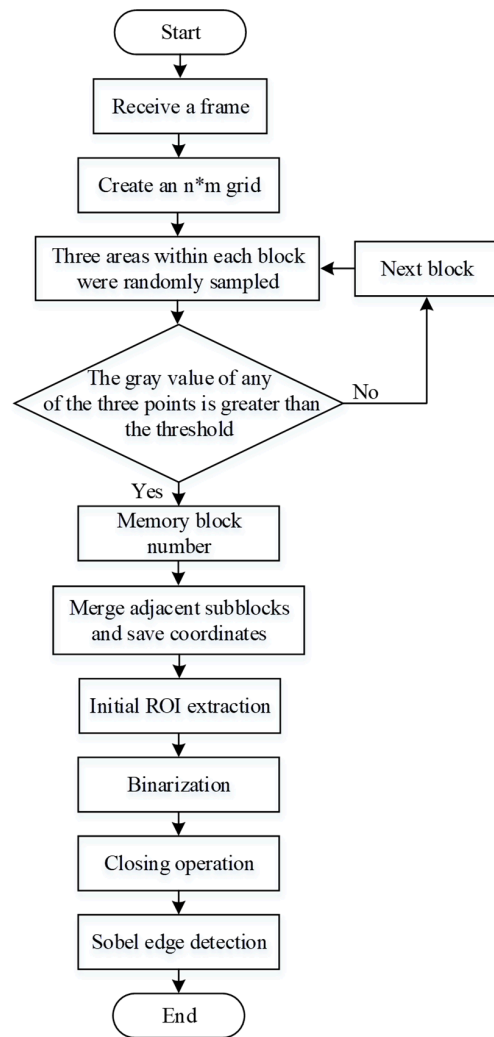 Start
Receive a frame
Create an n*m grid
Three areas within each block
were randomly sampled
Next block
The gray value of any
of the three points is greater than
the threshold
No
Yes
Memory block
number
Merge adjacent subblocks
and save coordinates
Initial ROI extraction
Binarization
Closing operation
Sobel edge detection
End